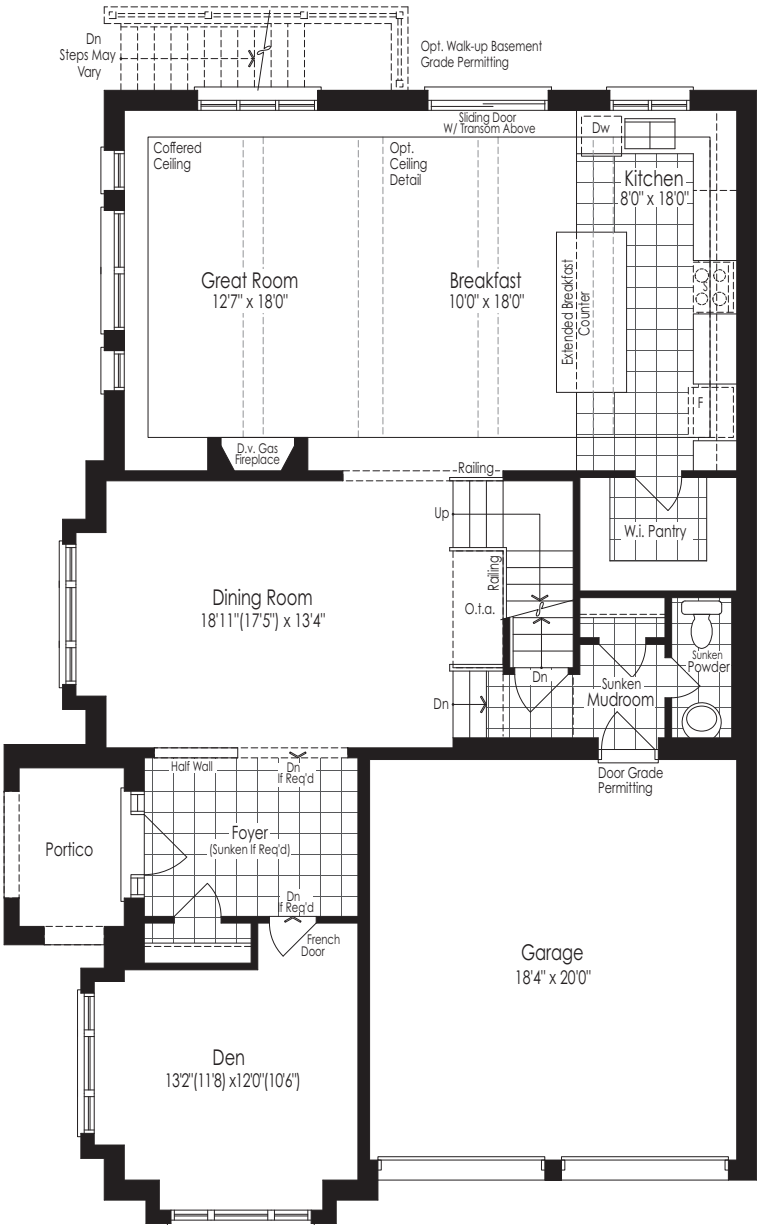 Dn
Steps May
Vary
Opt. Walk-up Basement
Grade Permitting
Sliding Door
W/ Transom Above
Dw
Coffered
Ceiling
Opt.
Ceiling
Detail
Kitchen
8'0" x 18'0"
Great Room
12'7" x 18'0"
Breakfast
10'0" x 18'0"
Extended Breakfast
Counter
S
F
D.v. Gas
Fireplace
Railing
Up
W.i. Pantry
Railing
Dining Room
18'11"(17'5") x 13'4"
O.t.a.
Sunken
Powder
Dn
Sunken
Mudroom
Dn
Half Wall
Dn
If Req'd
Door Grade
Permitting
Foyer
(Sunken If Req'd)
Portico
Dn
If Req'd
French
Door
Garage
18'4" x 20'0"
Den
13'2"(11'8) x12'0"(10'6")